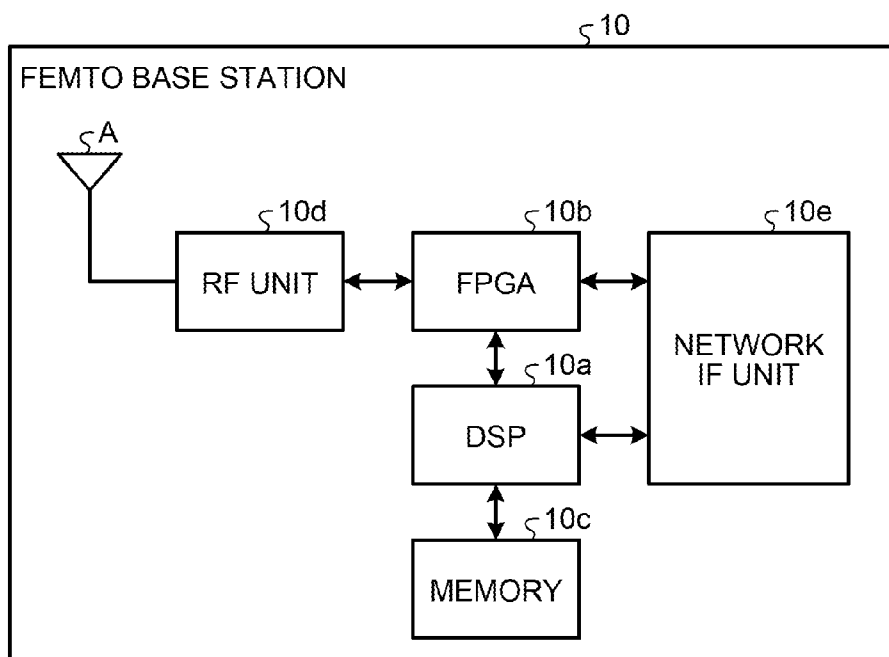 10
FEMTO BASE STATION
A
10d
RF UNIT
10b
FPGA
10e
NETWORK
IF UNIT
10a
DSP
10c
MEMORY